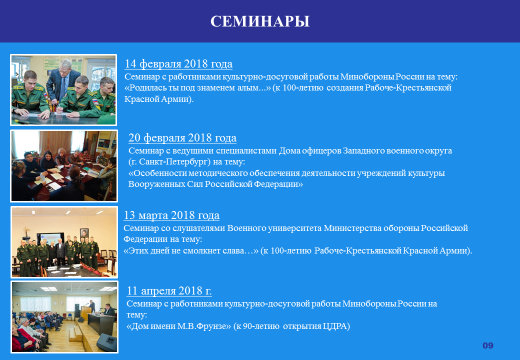 СЕМИНАРЫ
14 февраля 2018 года
Семинар с работниками культурно-досуговой работы Минобороны России на тему:
«Родилась ты под знаменем алым...» (к 100-летию создания Рабоче-Крестьянской
Красной Армии).
20 февраля 2018 года
Семинар с ведущими специалистами Дома офицеров Западного военного округа
(г. Санкт-Петербург) на тему:
«Особенности методического обеспечения деятельности учреждений культуры
Вооруженных Сил Российской Федерации»
13 марта 2018 года
Семинар со слушателями Военного университета Министерства обороны Российской
Федерации на тему:
«Этих дней не смолкнет слава…» (к 100-летию Рабоче-Крестьянской Красной Армии).
11 апреля 2018 г.
Семинар с работниками культурно-досуговой работы Минобороны России на
тему:
«Дом имени М.В.Фрунзе» (к 90-летию открытия ЦДРА)
09